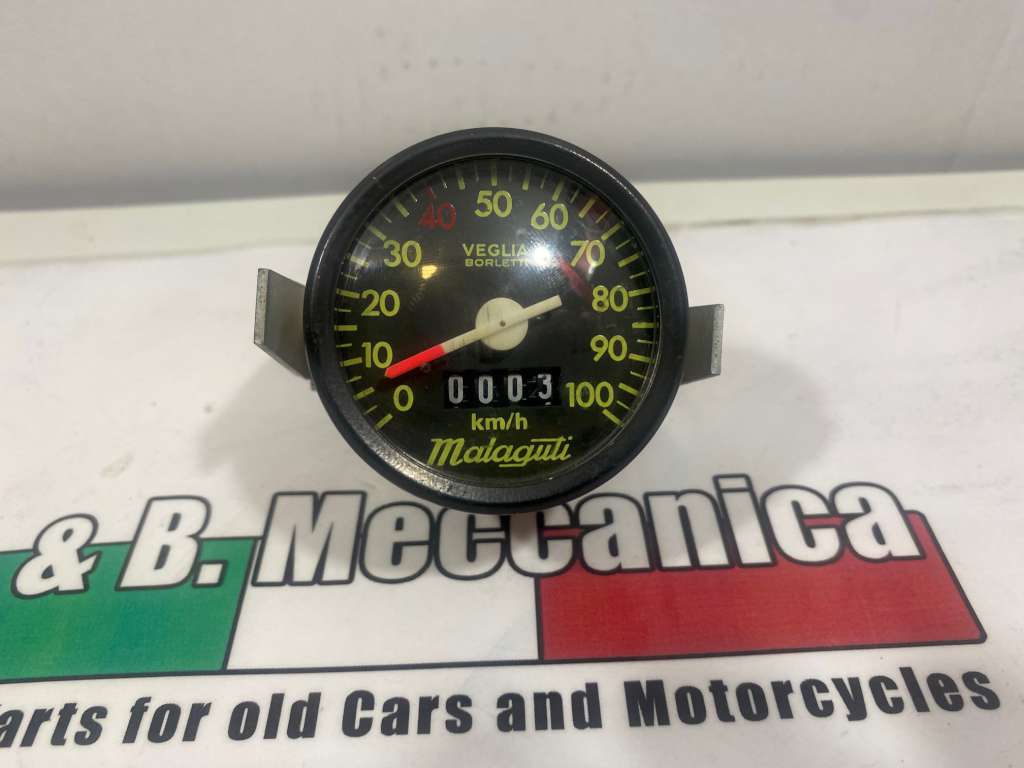 50
40 60
30 70
VEGLIA
BORLETTI
20 80
10 90
0 0003 100
km/h
Malaguti
& B. Meccanica
for old Cars and Motorcycles